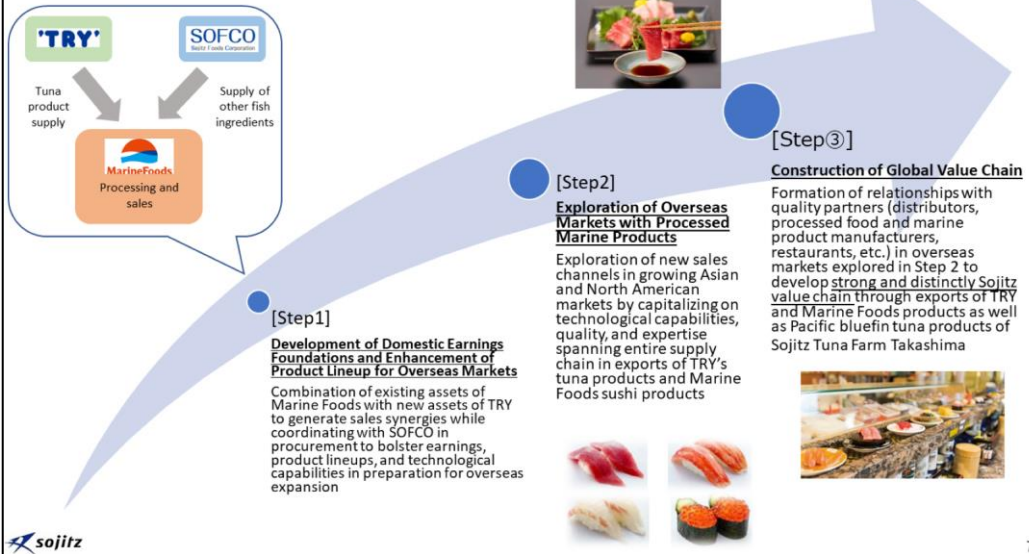 'TRY'
SOFCO
Sojitz Foods Corporation
Tuna
product
supply
Supply of
other fish
ingredients
MarineFoods
Processing and
sales
[Step1]
Development of Domestic Earnings
Foundations and Enhancement of
Product Lineup for Overseas Markets
Combination of existing assets of
Marine Foods with new assets of TRY
to generate sales synergies while
coordinating with SOFCO in
procurement to bolster earnings,
product lineups, and technological
capabilities in preparation for overseas
expansion
[Step2]
Exploration of Overseas
Markets with Processed
Marine Products
Exploration of new sales
channels in growing Asian
and North American
markets by capitalizing on
technological capabilities,
quality, and expertise
spanning entire supply
chain in exports of TRY's
tuna products and Marine
Foods sushi products
[Step③]
Construction of Global Value Chain
Formation of relationships with
quality partners (distributors,
processed food and marine
product manufacturers,
restaurants, etc.) in overseas
markets explored in Step 2 to
develop strong and distinctly Sojitz
value chain through exports of TRY
and Marine Foods products as well
as Pacific bluefin tuna products of
Sojitz Tuna Farm Takashima
sojitz